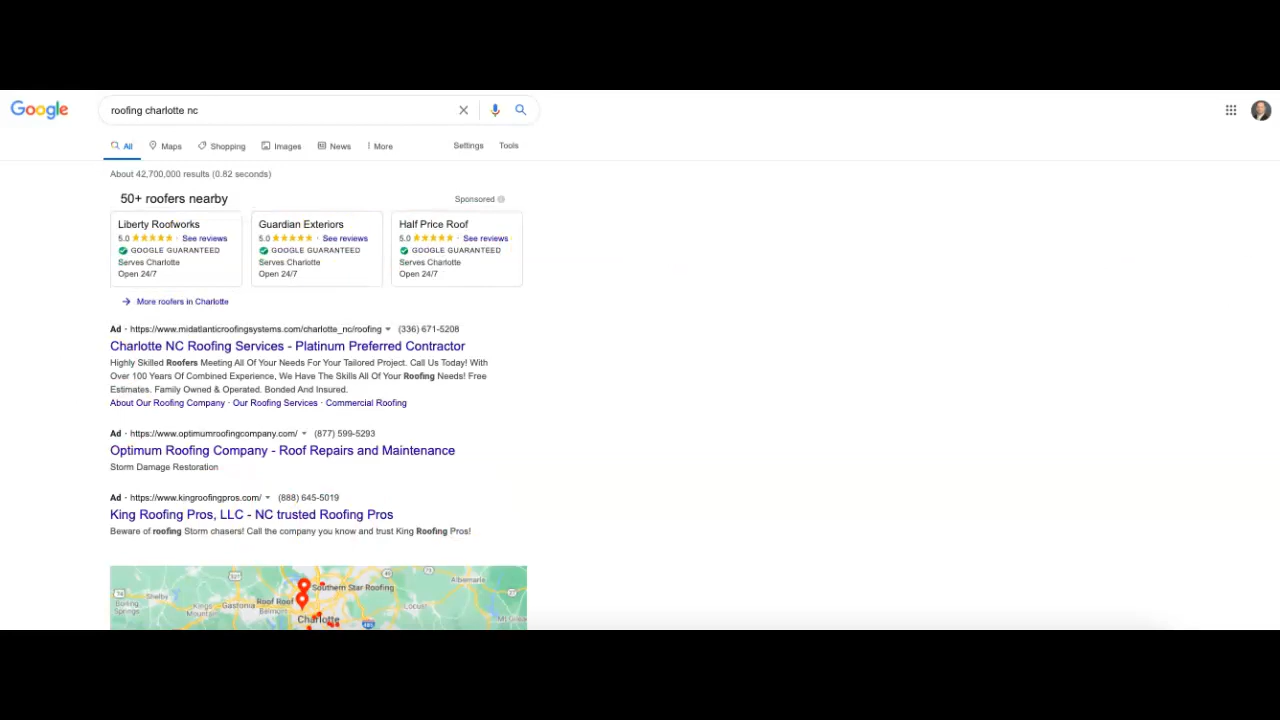 Google
roofing charlotte nc
All Maps Shopping Images News More Settings Tools
About 42,700,000 results (0.82 seconds)
50+ roofers nearby Sponsored
Liberty Roofworks
5.0 · See reviews
GOOGLE GUARANTEED
Serves Charlotte
Open 24/7
Guardian Exteriors
5.0 · See reviews
GOOGLE GUARANTEED
Serves Charlotte
Open 24/7
Half Price Roof
5.0 · See reviews
GOOGLE GUARANTEED
Serves Charlotte
Open 24/7
More roofers in Charlotte
Ad · https://www.midatlanticroofingsystems.com/charlotte_nc/roofing (336) 671-5208
Charlotte NC Roofing Services - Platinum Preferred Contractor
Highly Skilled Roofers Meeting All Of Your Needs For Your Tailored Project. Call Us Today! With
Over 100 Years Of Combined Experience, We Have The Skills All Of Your Roofing Needs! Free
Estimates. Family Owned & Operated. Bonded And Insured.
About Our Roofing Company · Our Roofing Services · Commercial Roofing
Ad · https://www.optimumroofingcompany.com/ (877) 599-5293
Optimum Roofing Company - Roof Repairs and Maintenance
Storm Damage Restoration
Ad · https://www.kingroofingpros.com/ (888) 645-5019
King Roofing Pros, LLC - NC trusted Roofing Pros
Beware of roofing Storm chasers! Call the company you know and trust King Roofing Pros!
Albemarle
Southern Star Roofing
Shelby
Boiling
Springs
Kings
Mountain
Gastonia
Roof Roof
Belmont
Locust
Charlotte
485